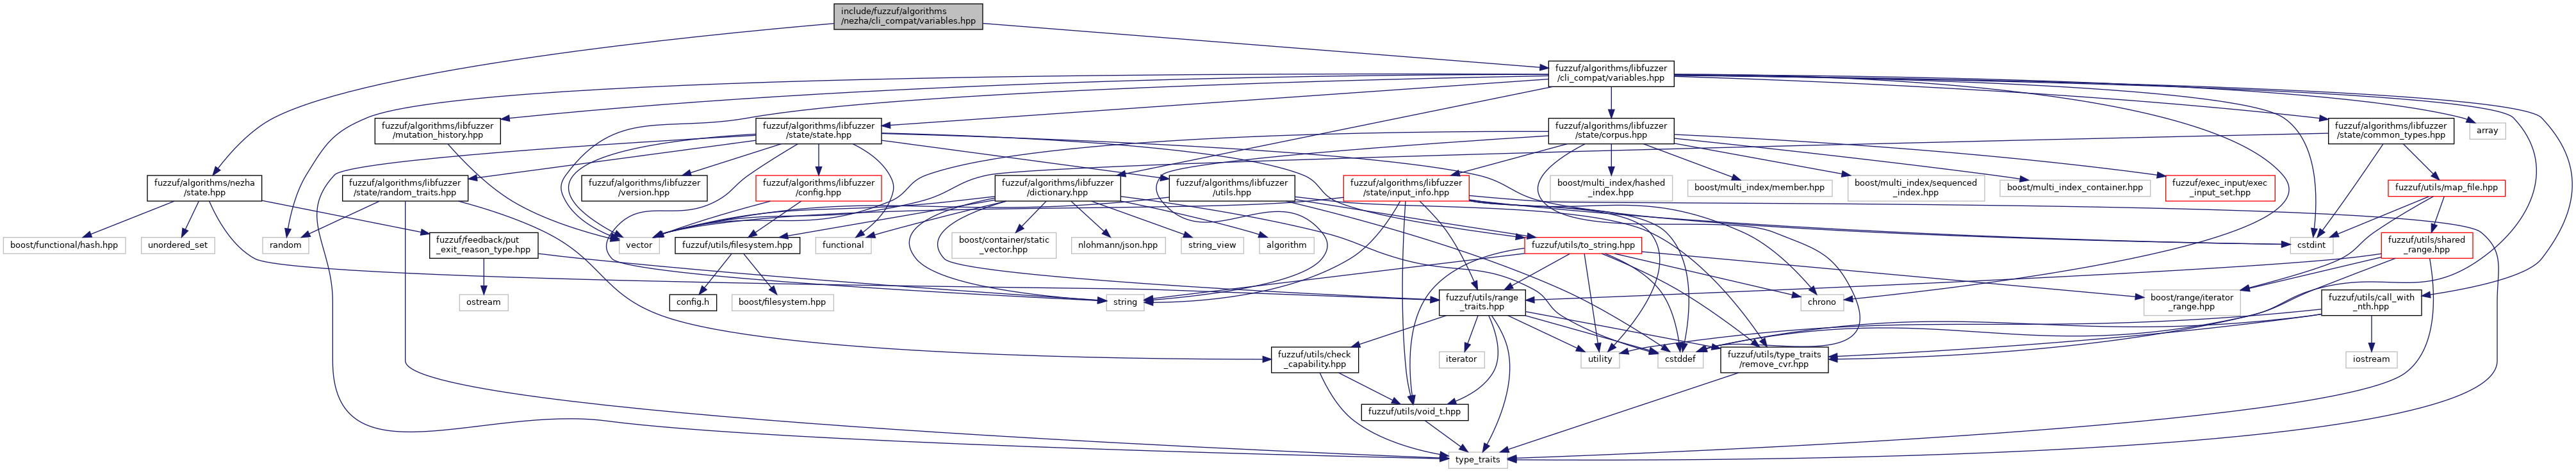 include/fuzzuf/algorithms
/nezha/cli_compat/variables.hpp
fuzzuf/algorithms/libfuzzer
/cli_compat/variables.hpp
fuzzuf/algorithms/libfuzzer
/mutation_history.hpp
fuzzuf/algorithms/libfuzzer
/state/state.hpp
fuzzuf/algorithms/libfuzzer
/state/corpus.hpp
fuzzuf/algorithms/libfuzzer
/state/common_types.hpp
array
fuzzuf/algorithms/nezha
/state.hpp
fuzzuf/algorithms/libfuzzer
/state/random_traits.hpp
fuzzuf/algorithms/libfuzzer
/version.hpp
fuzzuf/algorithms/libfuzzer
/config.hpp
fuzzuf/algorithms/libfuzzer
/dictionary.hpp
fuzzuf/algorithms/libfuzzer
/utils.hpp
fuzzuf/algorithms/libfuzzer
/state/input_info.hpp
boost/multi_index/hashed
_index.hpp
boost/multi_index/member.hpp
boost/multi_index/sequenced
_index.hpp
boost/multi_index_container.hpp
fuzzuf/exec_input/exec
_input_set.hpp
fuzzuf/utils/map_file.hpp
boost/functional/hash.hpp
unordered_set
random
fuzzuf/feedback/put
_exit_reason_type.hpp
vector
fuzzuf/utils/filesystem.hpp
functional
boost/container/static
_vector.hpp
nlohmann/json.hpp
string_view
algorithm
fuzzuf/utils/to_string.hpp
cstdint
fuzzuf/utils/shared
_range.hpp
ostream
config.h
boost/filesystem.hpp
string
fuzzuf/utils/range
_traits.hpp
chrono
boost/range/iterator
_range.hpp
fuzzuf/utils/call_with
_nth.hpp
fuzzuf/utils/check
_capability.hpp
iterator
utility
cstddef
fuzzuf/utils/type_traits
/remove_cvr.hpp
iostream
fuzzuf/utils/void_t.hpp
type_traits